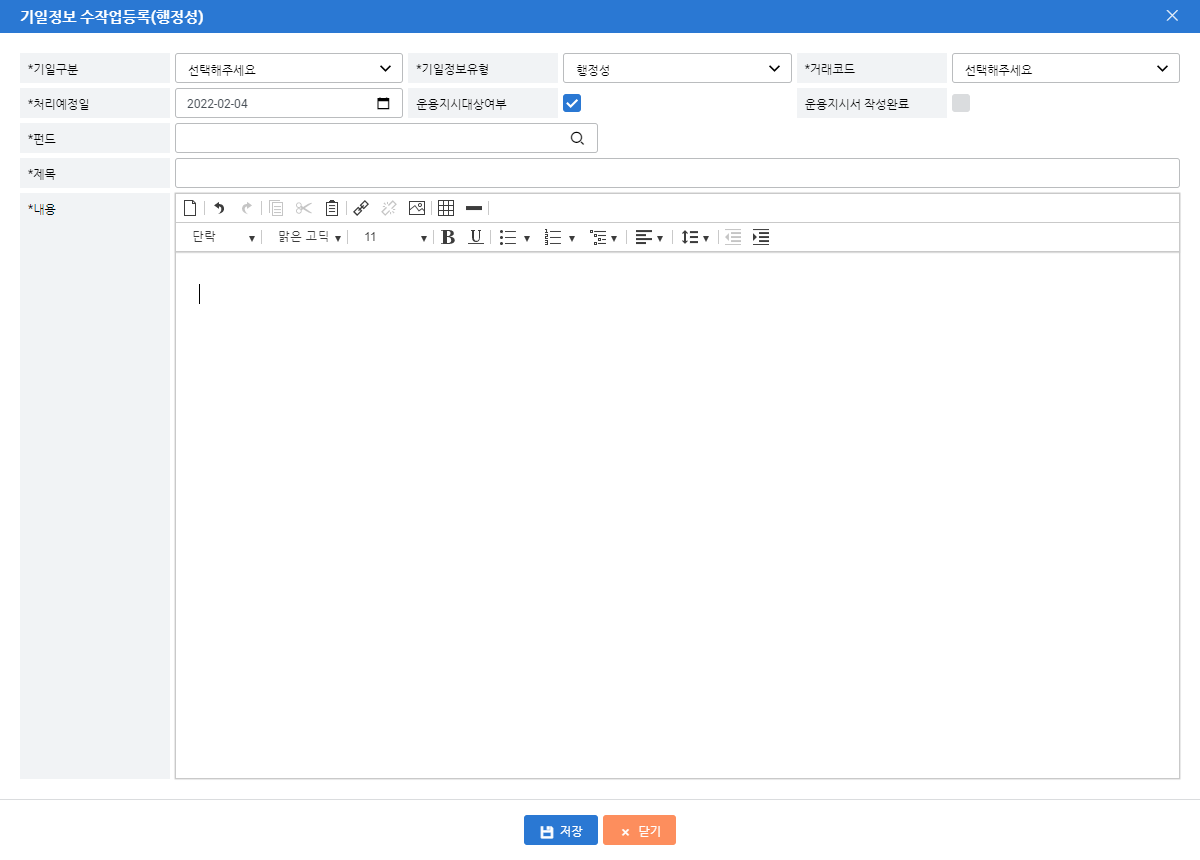 기일정보 수작업등록(행정성)
*기일구분 선택해주세요 *기일정보유형 행정성 *거래코드 선택해주세요
*처리예정일 2022-02-04 운용지시대상여부 운용지시서 작성완료
*펀드
*제목
*내용
단락 맑은 고딕 11 B U
저장 닫기